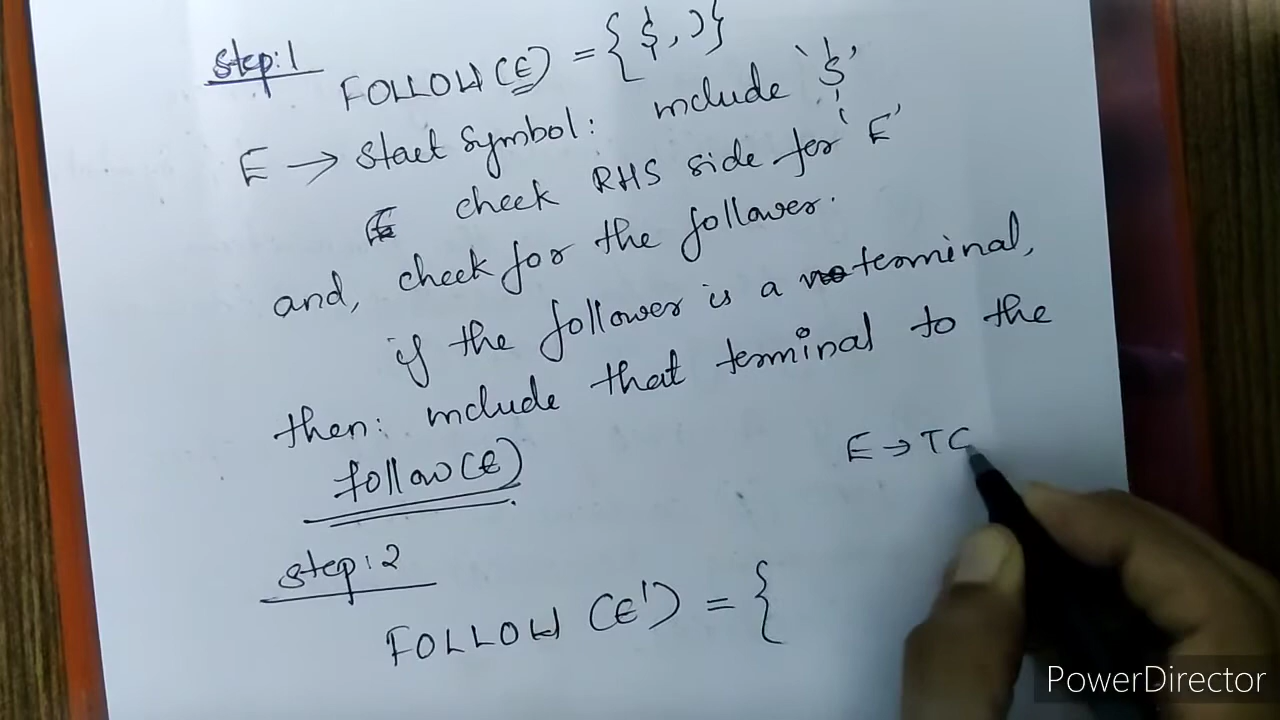 Step:1
FOLLOW(E) = {$, )}
E → Start Symbol: include '$'
check RHS side for 'E'
and, check for the follower.
if the follower is a terminal,
then: include that terminal to the
follow(E)
E → T
Step:2
FOLLOW (E') = {
PowerDirector